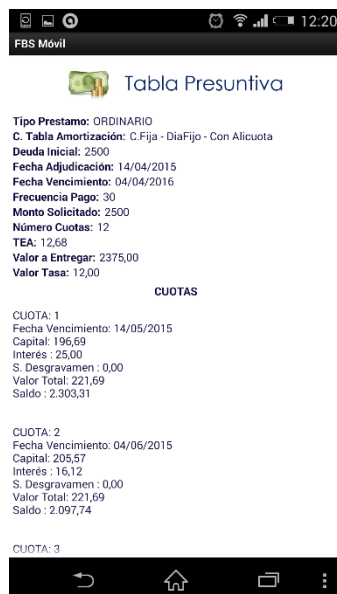 12:20
FBS Móvil
Tabla Presuntiva
Tipo Prestamo: ORDINARIO
C. Tabla Amortización: C.Fija - DiaFijo - Con Alicuota
Deuda Inicial: 2500
Fecha Adjudicación: 14/04/2015
Fecha Vencimiento: 04/04/2016
Frecuencia Pago: 30
Monto Solicitado: 2500
Número Cuotas: 12
TEA: 12,68
Valor a Entregar: 2375,00
Valor Tasa: 12,00
CUOTAS
CUOTA: 1
Fecha Vencimiento: 14/05/2015
Capital: 196,69
Interés : 25,00
S. Desgravamen : 0,00
Valor Total: 221,69
Saldo : 2.303,31
CUOTA: 2
Fecha Vencimiento: 04/06/2015
Capital: 205,57
Interés : 16,12
S. Desgravamen : 0,00
Valor Total: 221,69
Saldo : 2.097,74
CUOTA: 3